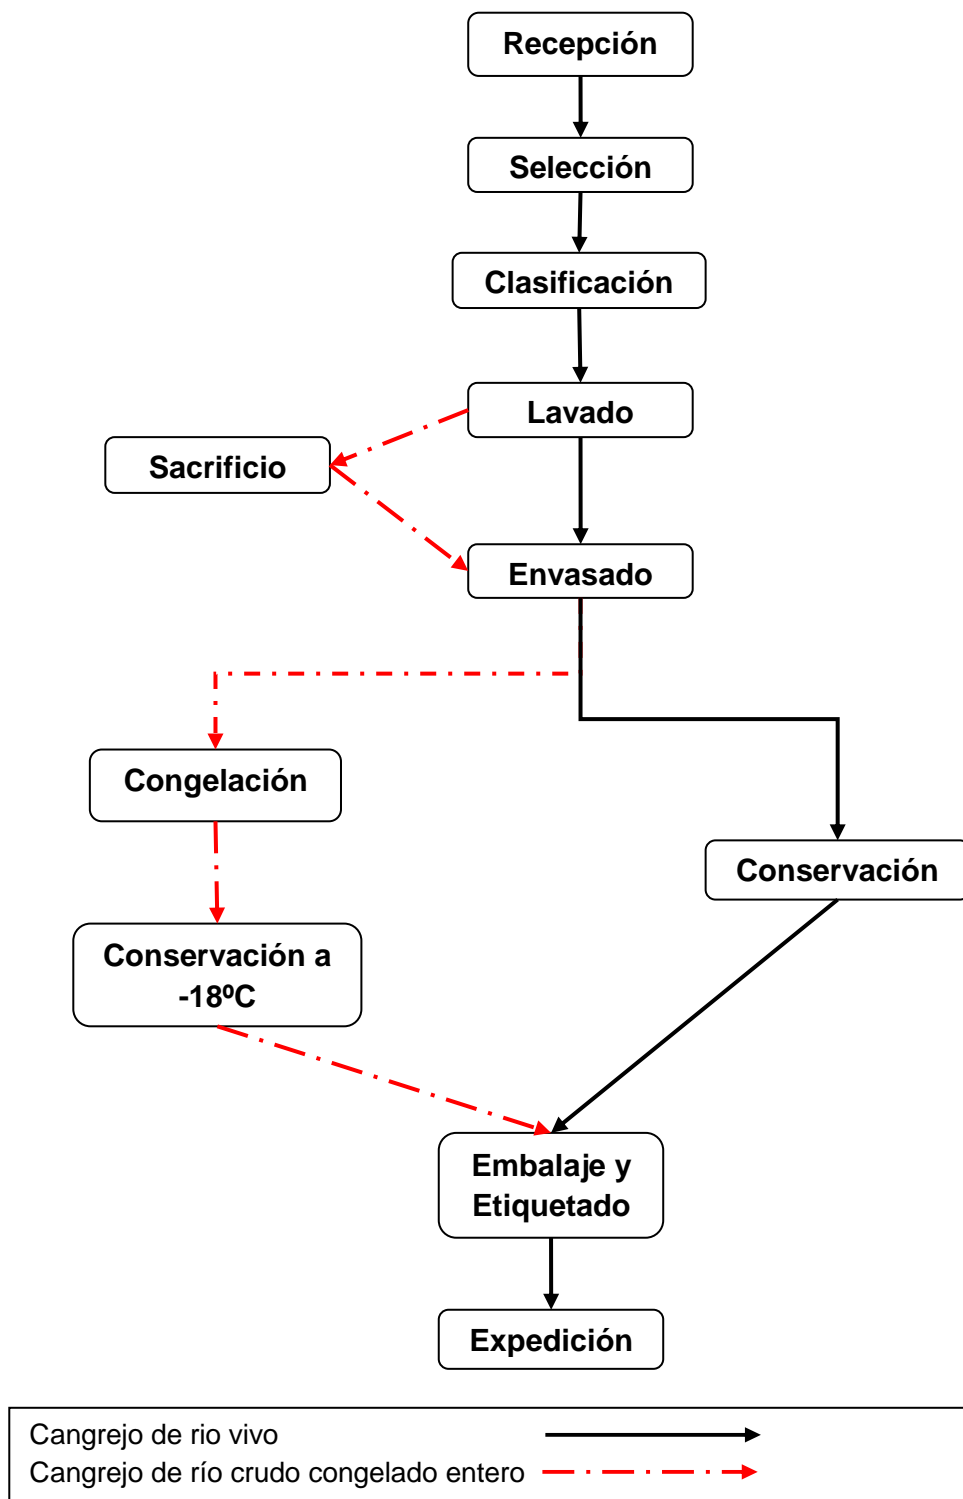 Recepción
Selección
Clasificación
Lavado
Sacrificio
Envasado
Congelación
Conservación
Conservación a
-18ºC
Embalaje y
Etiquetado
Expedición
Cangrejo de rio vivo
Cangrejo de río crudo congelado entero